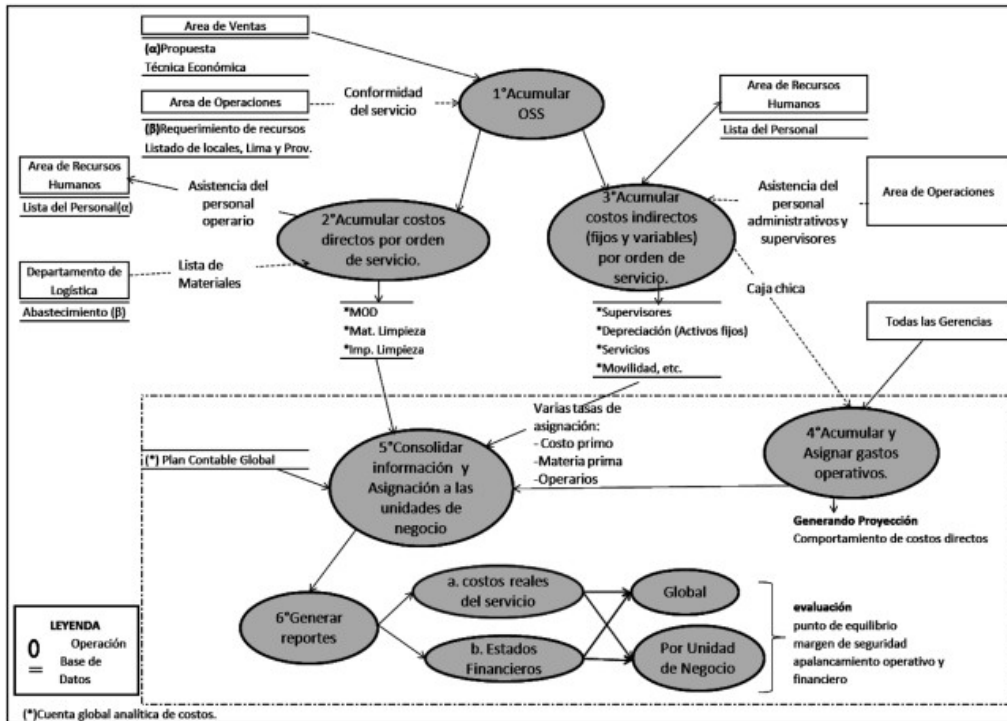 Area de Ventas
(α)Propuesta
Técnica Económica
Area de Operaciones
(β)Requerimiento de recursos
Listado de locales, Lima y Prov.
Conformidad
del servicio
1°Acumular
OSS
Area de Recursos
Humanos
Lista del Personal
Area de Recursos
Humanos
Lista del Personal(α)
Asistencia del
personal
operario
2°Acumular costos
directos por orden
de servicio.
3°Acumular
costos indirectos
(fijos y variables)
por orden de
servicio.
Asistencia del
personal
administrativos y
supervisores
Area de Operaciones
Departamento de
Logística
Abastecimiento (β)
Lista de
Materiales
Caja chica
*MOD
*Mat. Limpieza
*Imp. Limpieza
*Supervisores
*Depreciación (Activos fijos)
*Servicios
*Movilidad, etc.
Todas las Gerencias
Varias tasas de
asignación:
- Costo primo
-Materia prima
-Operarios
4°Acumular y
Asignar gastos
operativos.
5°Consolidar
información y
Asignación a las
unidades de
negocio
(*) Plan Contable Global
Generando Proyección
Comportamiento de costos directos
6°Generar
reportes
a. costos reales
del servicio
b. Estados
Financieros
Global
Por Unidad
de Negocio
evaluación
punto de equilibrio
margen de seguridad
apalancamiento operativo y
financiero
LEYENDA
0 Operación
= Base de
Datos
(*)Cuenta global analítica de costos.